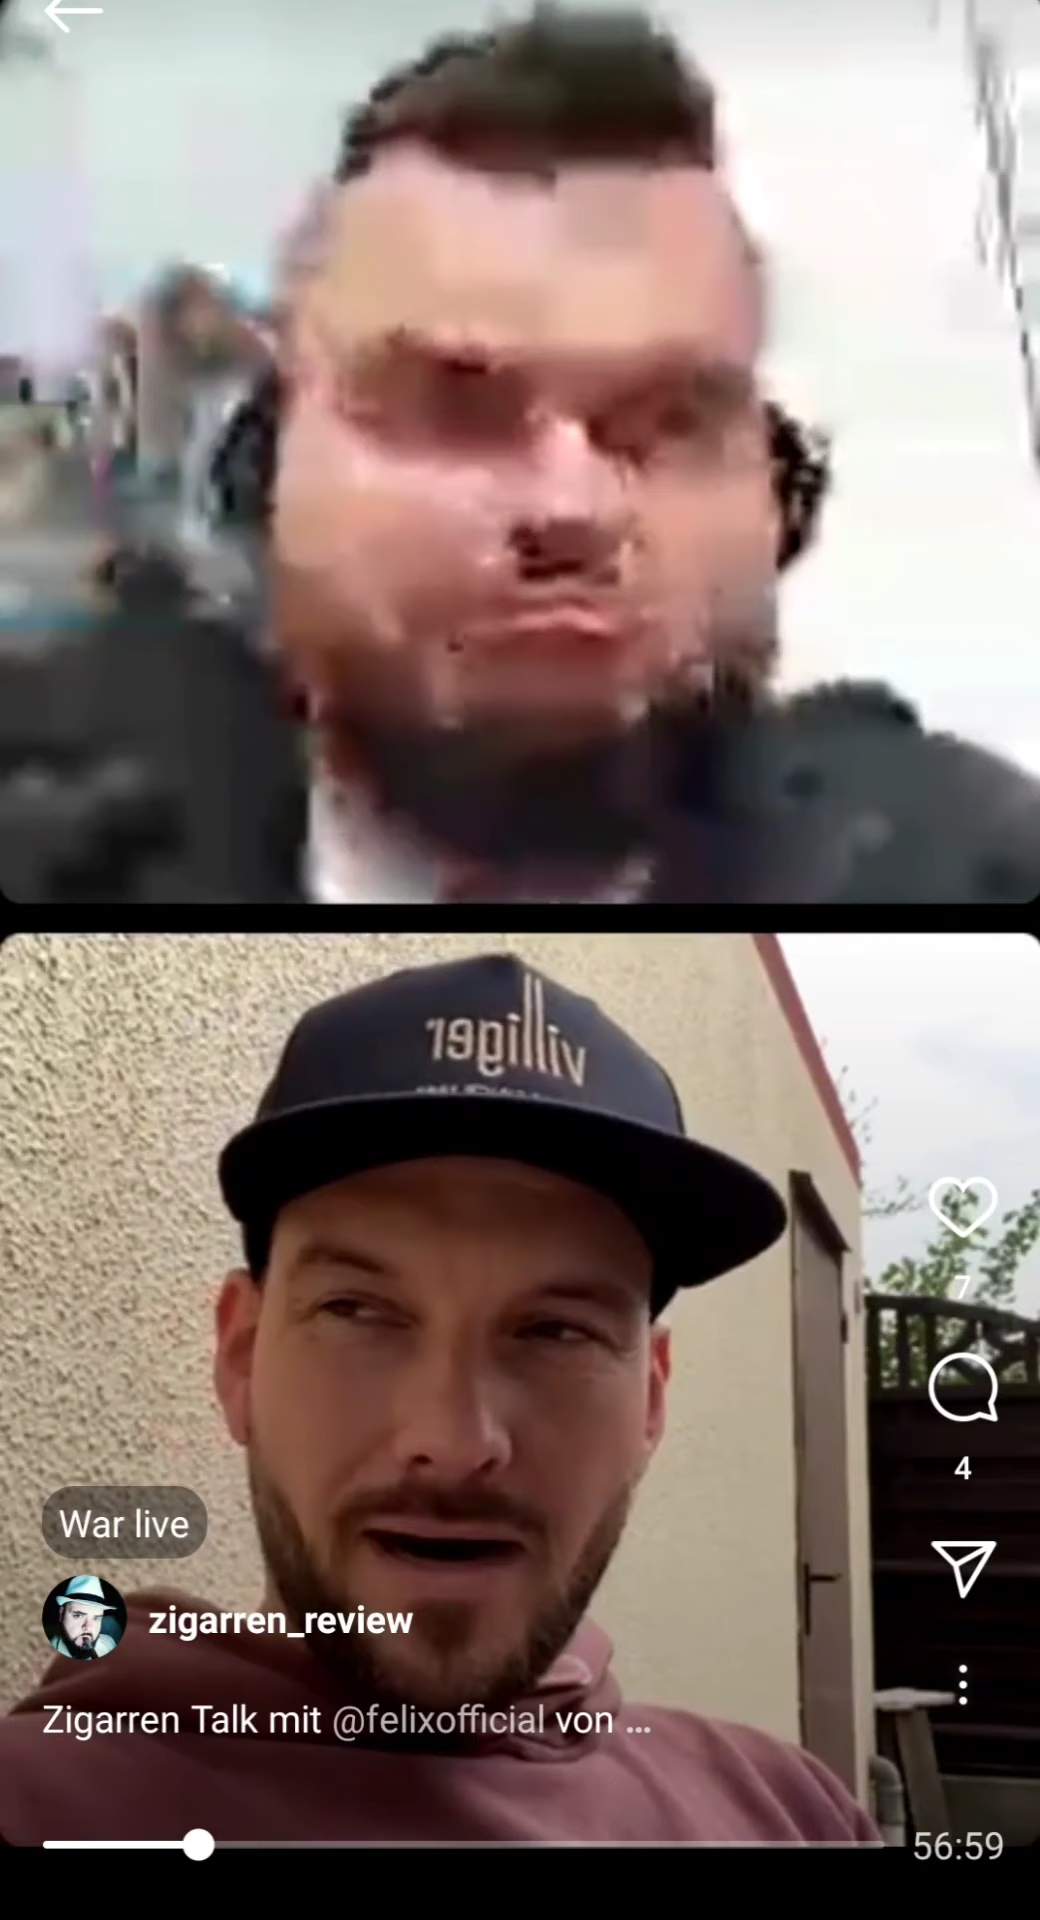 villiger
War live
zigarren_review
Zigarren Talk mit @felixofficial von ...
7
4
56:59